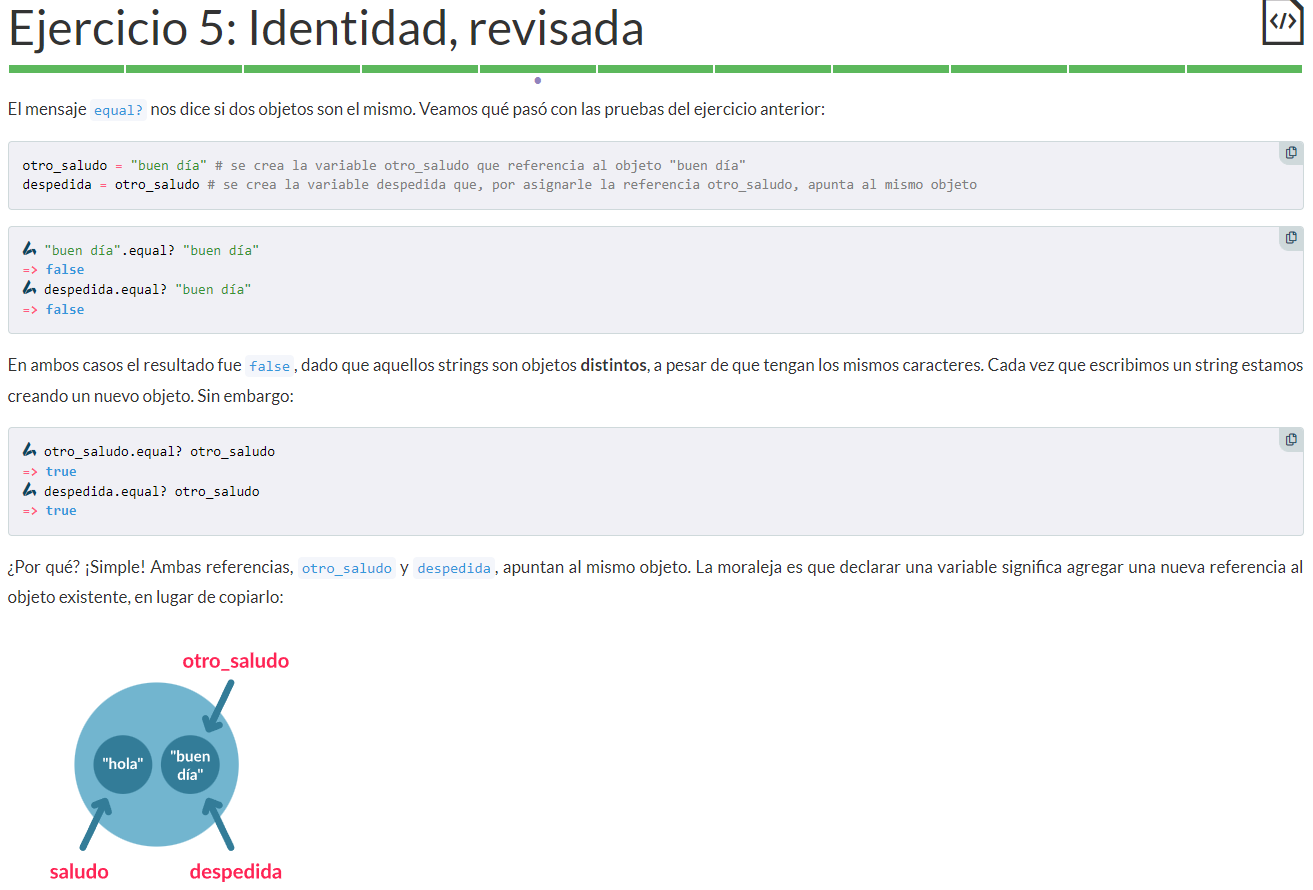 </>
Ejercicio 5: Identidad, revisada
El mensaje equal? nos dice si dos objetos son el mismo. Veamos qué pasó con las pruebas del ejercicio anterior:
otro_saludo = "buen día" # se crea la variable otro_saludo que referencia al objeto "buen día"
despedida = otro_saludo # se crea la variable despedida que, por asignarle la referencia otro_saludo, apunta al mismo objeto
"buen día".equal? "buen día"
=> false
despedida.equal? "buen día"
=> false
En ambos casos el resultado fue false, dado que aquellos strings son objetos distintos, a pesar de que tengan los mismos caracteres. Cada vez que escribimos un string estamos
creando un nuevo objeto. Sin embargo:
otro_saludo.equal? otro_saludo
=> true
despedida.equal? otro_saludo
=> true
¿Por qué? ¡Simple! Ambas referencias, otro_saludo y despedida, apuntan al mismo objeto. La moraleja es que declarar una variable significa agregar una nueva referencia al
objeto existente, en lugar de copiarlo:
otro_saludo
"hola"
"buen
día"
saludo
despedida